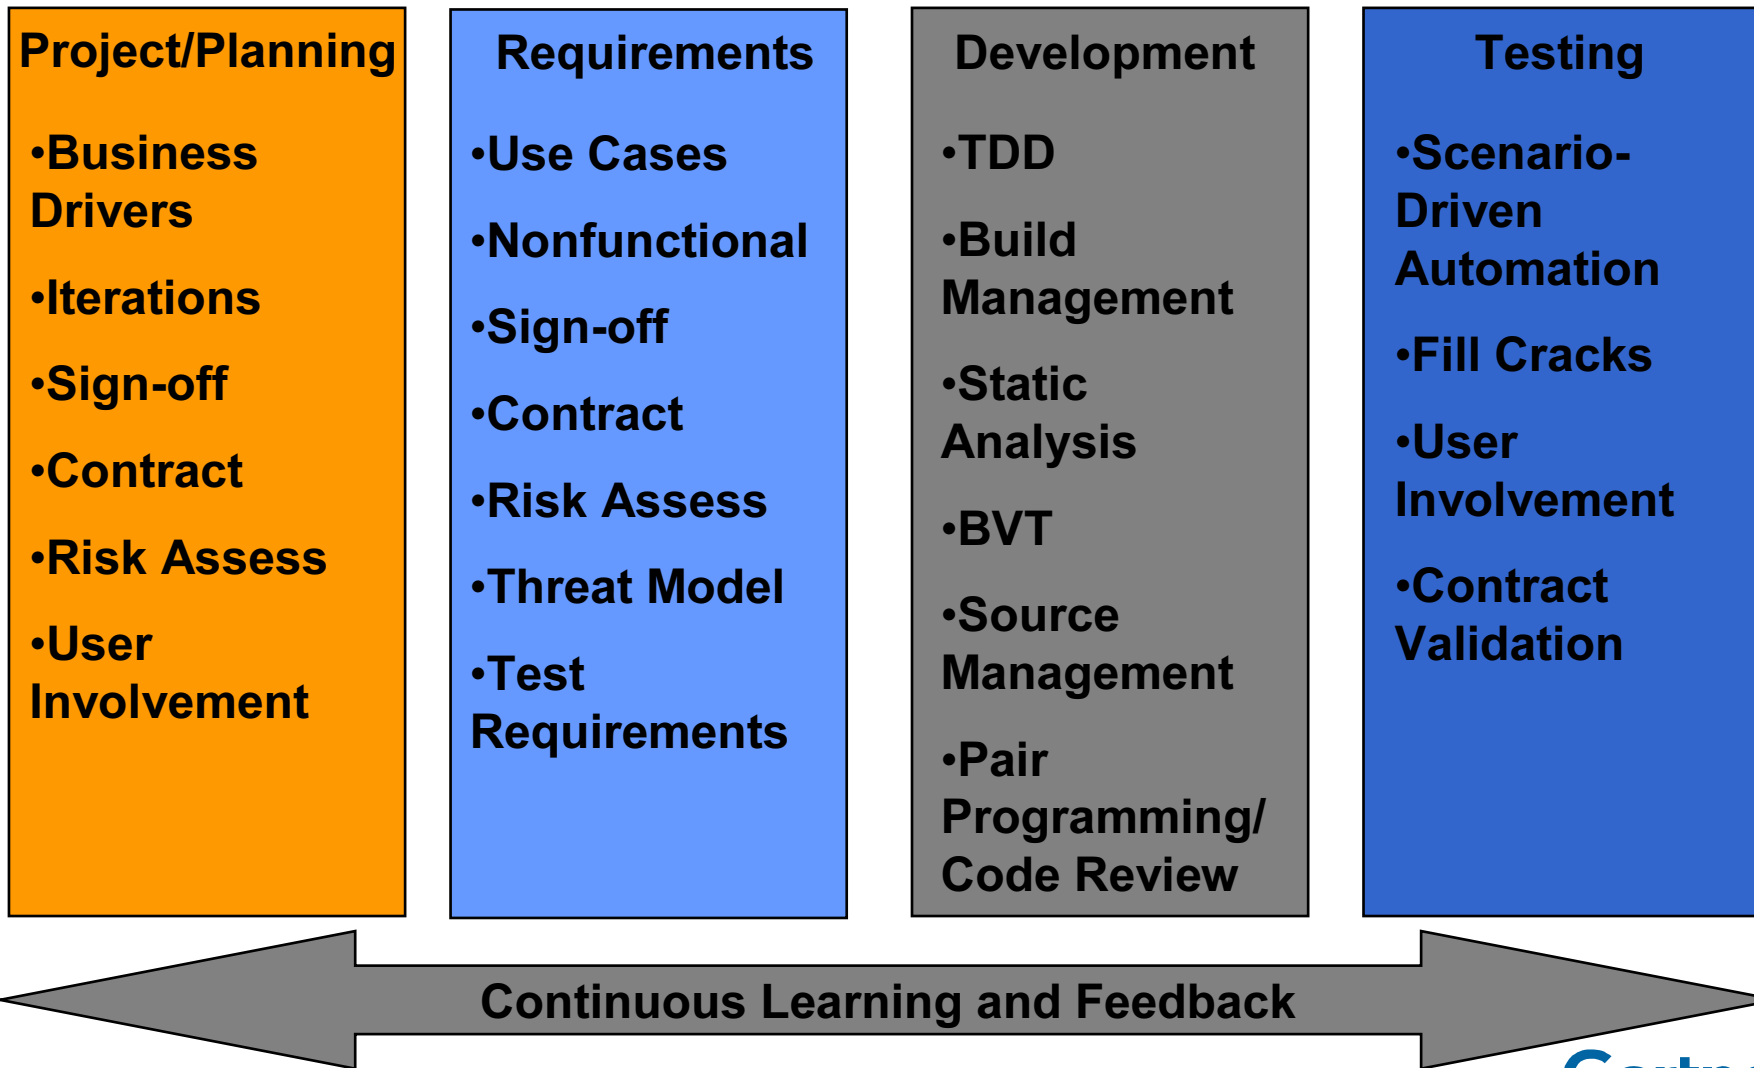 Project/Planning
•Business
Drivers
•Iterations
•Sign-off
•Contract
•Risk Assess
•User
Involvement
Requirements
•Use Cases
•Nonfunctional
•Sign-off
•Contract
•Risk Assess
•Threat Model
•Test
Requirements
Development
•TDD
•Build
Management
•Static
Analysis
•BVT
•Source
Management
•Pair
Programming/
Code Review
Testing
•Scenario-
Driven
Automation
•Fill Cracks
•User
Involvement
•Contract
Validation
Continuous Learning and Feedback